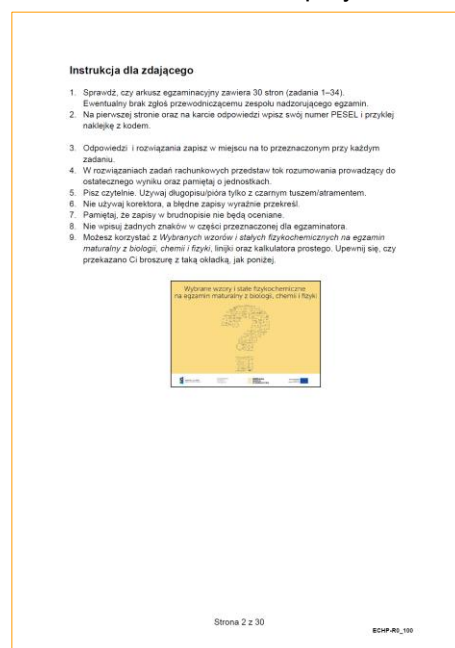 Instrukcja dla zdającego
1. Sprawdź, czy arkusz egzaminacyjny zawiera 30 stron (zadania 1–34).
Ewentualny brak zgłoś przewodniczącemu zespołu nadzorującego egzamin.
2. Na pierwszej stronie oraz na karcie odpowiedzi wpisz swój numer PESEL i przyklej
naklejkę z kodem.
3. Odpowiedzi i rozwiązania zapisz w miejscu na to przeznaczonym przy każdym
zadaniu.
4. W rozwiązaniach zadań rachunkowych przedstaw tok rozumowania prowadzący do
ostatecznego wyniku oraz pamiętaj o jednostkach.
5. Pisz czytelnie. Używaj długopisu/pióra tylko z czarnym tuszem/atramentem.
6. Nie używaj korektora, a błędne zapisy wyraźnie przekreśl.
7. Pamiętaj, że zapisy w brudnopisie nie będą oceniane.
8. Nie wpisuj żadnych znaków w części przeznaczonej dla egzaminatora.
9. Możesz korzystać z Wybranych wzorów i stałych fizykochemicznych na egzamin
maturalny z biologii, chemii i fizyki, linijki oraz kalkulatora prostego. Upewnij się, czy
przekazano Ci broszurę z taką okładką, jak poniżej.
Wybrane wzory i stałe fizykochemiczne
na egzamin maturalny z biologii, chemii i fizyki
Strona 2 z 30
ECHP-R0_100